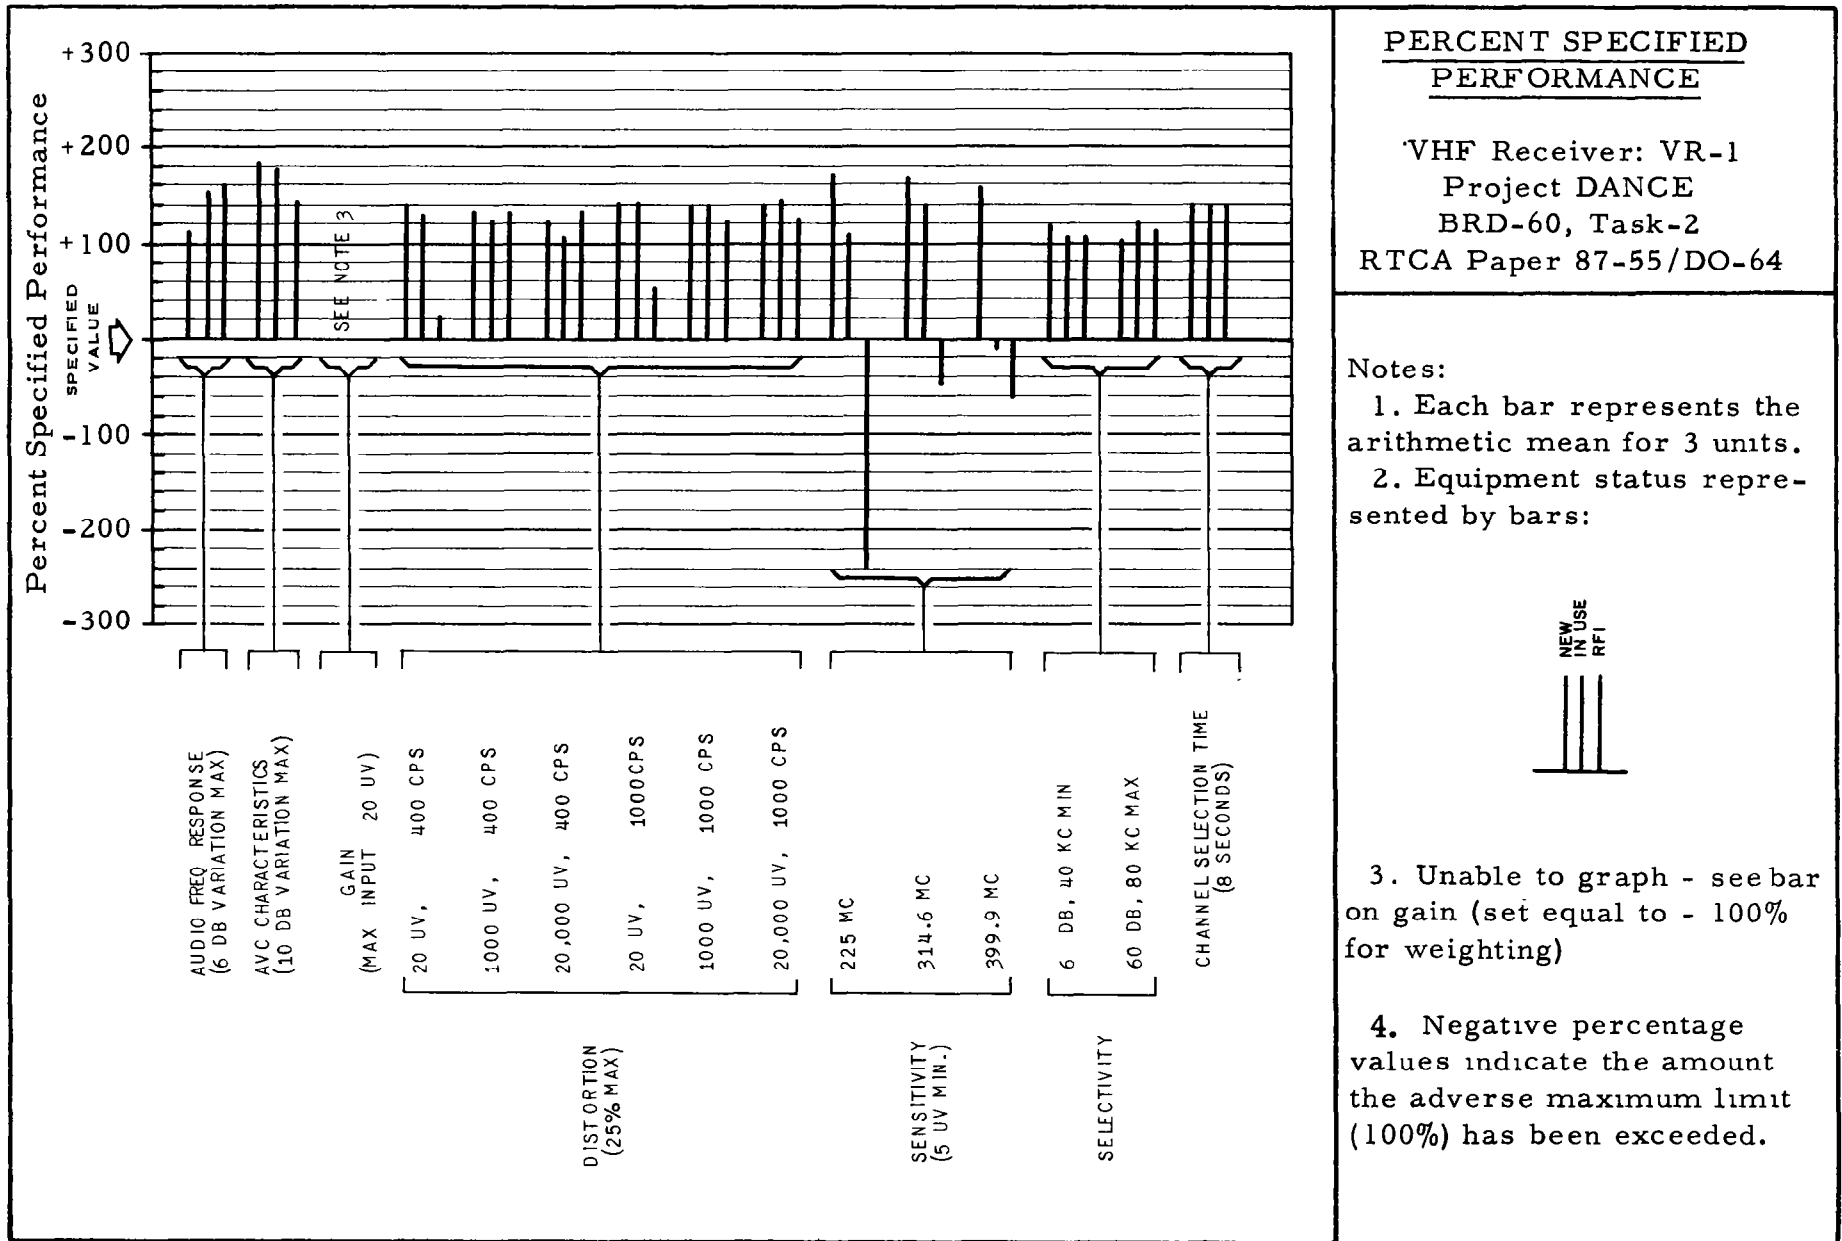 +300
+200
+100
-100
-200
-300
Percent Specified Performance
SPECIFIED
VALUE
SEE NOTE 3
AUDIO FREQ RESPONSE
(6 DB VARIATION MAX)
AVC CHARACTERISTICS
(10 DB VARIATION MAX)
GAIN
(MAX INPUT 20 UV)
20 UV, 400 CPS
1000 UV, 400 CPS
20,000 UV, 400 CPS
20 UV, 1000CPS
1000 UV, 1000 CPS
20,000 UV, 1000 CPS
DISTORTION
(25% MAX)
225 MC
314.6 MC
399.9 MC
SENSITIVITY
(5 UV MIN.)
6 DB, 40 KC MIN
60 DB, 80 KC MAX
SELECTIVITY
CHANNEL SELECTION TIME
(8 SECONDS)
PERCENT SPECIFIED
PERFORMANCE
VHF Receiver: VR-1
Project DANCE
BRD-60, Task-2
RTCA Paper 87-55/DO-64
Notes:
1. Each bar represents the
arithmetic mean for 3 units.
2. Equipment status repre-
sented by bars:
NEW
IN USE
RFI
3. Unable to graph - see bar
on gain (set equal to - 100%
for weighting)
4. Negative percentage
values indicate the amount
the adverse maximum limit
(100%) has been exceeded.